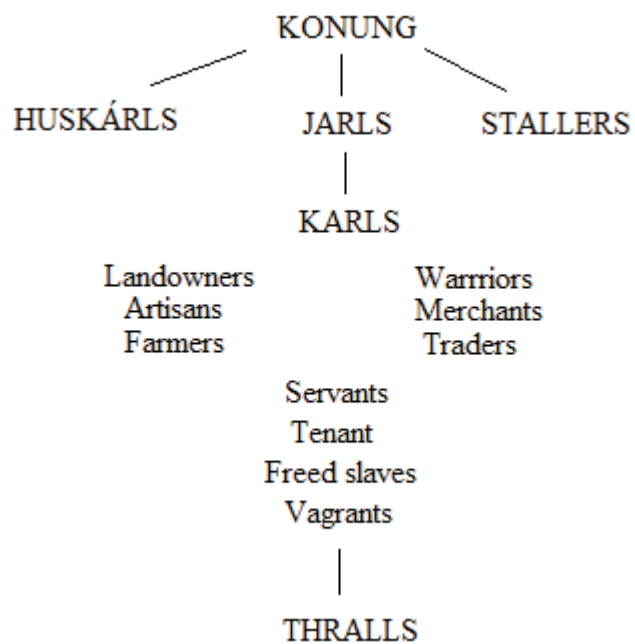 KONUNG
HUSKÁRLS JARLS STALLERS
KARLS
Landowners Warrriors
Artisans Merchants
Farmers Traders
Servants
Tenant
Freed slaves
Vagrants
THRALLS